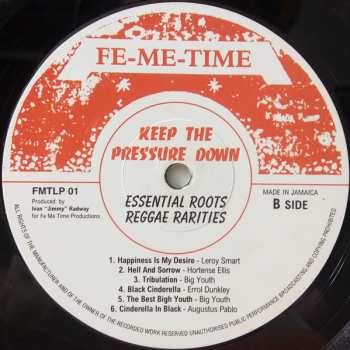 FE-ME-TIME
KEEP THE
PRESSURE DOWN
FMTLP 01
Produced by
Ivan "Jimmy" Radway
for Fe Me Time Productions
ESSENTIAL ROOTS
REGGAE RARITIES
MADE IN JAMAICA
B SIDE
1. Happiness Is My Desire - Leroy Smart
2. Hell And Sorrow - Hortense Ellis
3. Tribulation - Big Youth
4. Black Cinderella - Errol Dunkley
5. The Best Bigh Youth - Big Youth
6. Cinderella In Black - Augustus Pablo
ALL RIGHTS OF THE MANUFACTURER AND OF THE OWNER OF THE RECORDED WORK RESERVED UNAUTHORISED PUBLIC PERFORMANCE BROADCASTING AND COPYING PROHIBITED